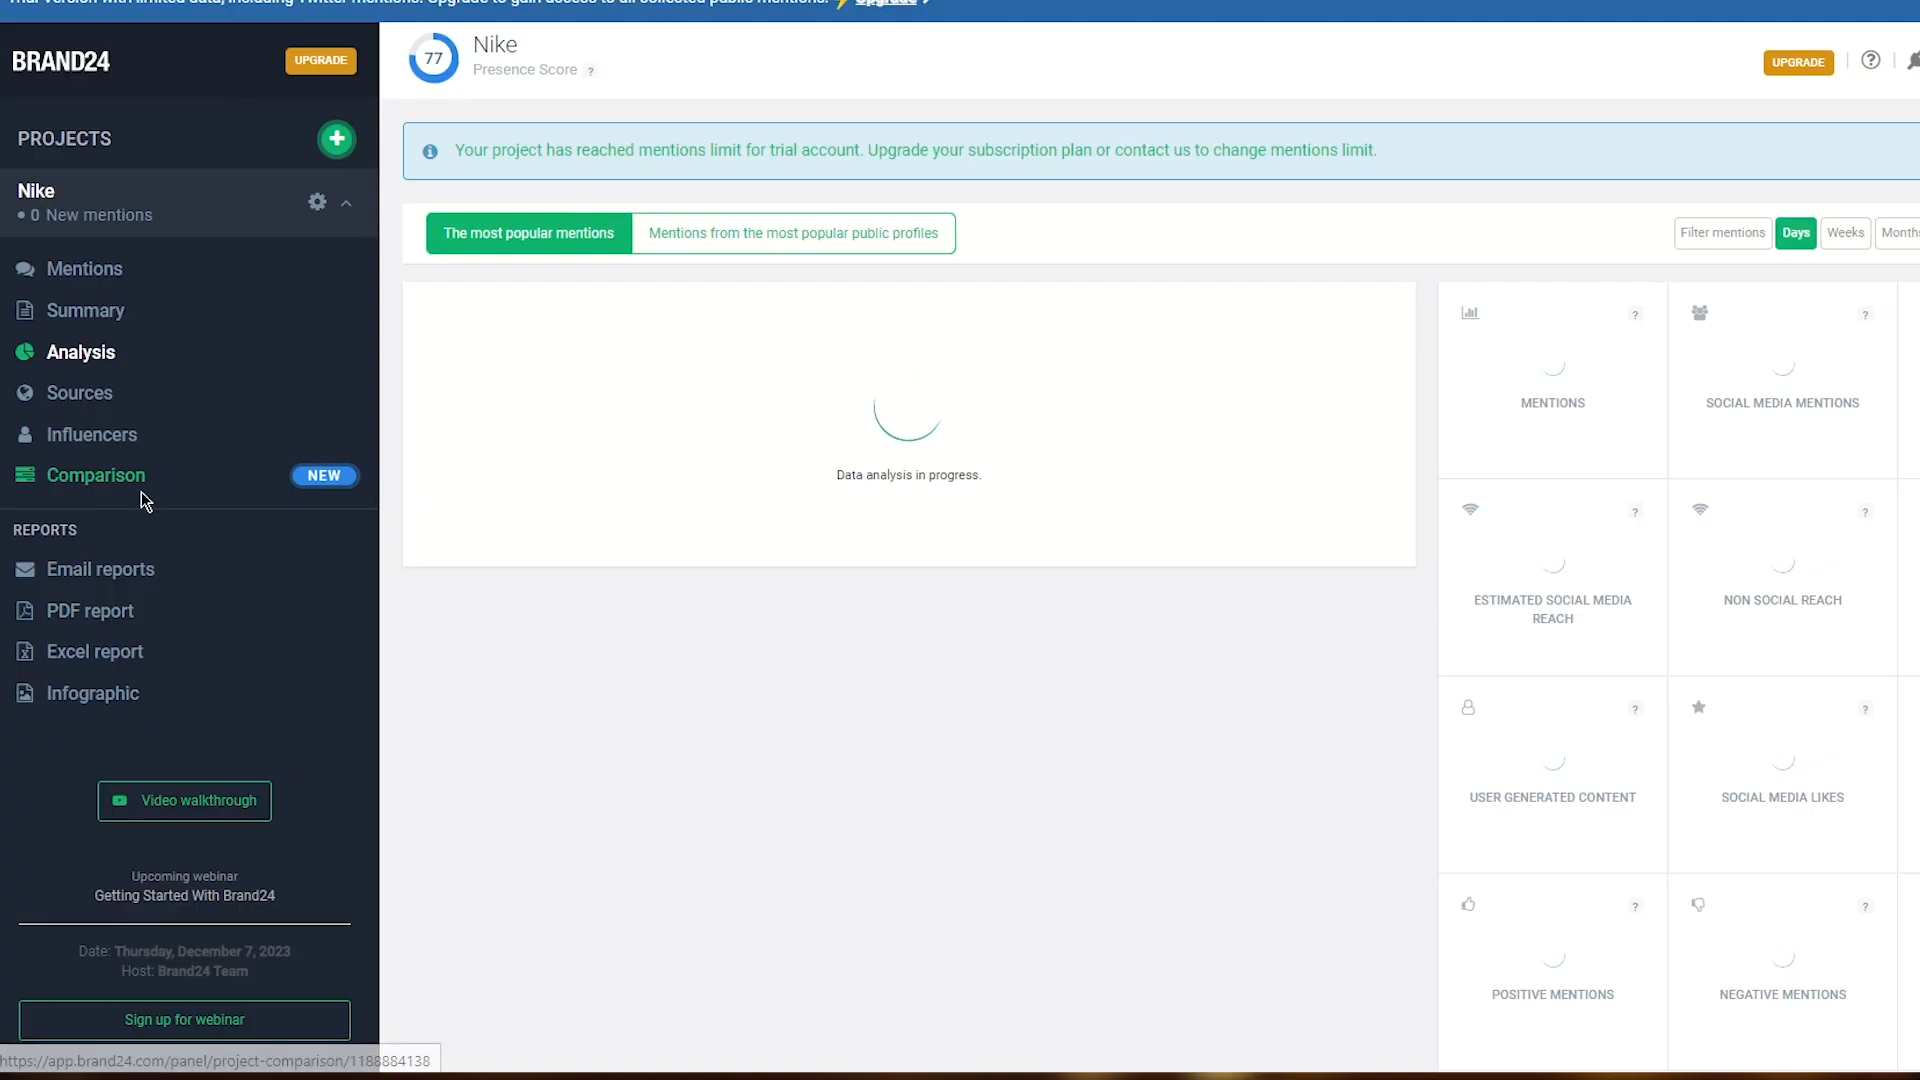 Trial version with limited data, including Twitter mentions. Upgrade to gain access to all collected public mentions. ⚡ Upgrade >
BRAND24
UPGRADE
77
Nike
Presence Score ?
UPGRADE
PROJECTS
Your project has reached mentions limit for trial account. Upgrade your subscription plan or contact us to change mentions limit.
Nike
• 0 New mentions
The most popular mentions
Mentions from the most popular public profiles
Filter mentions
Days
Weeks
Months
Mentions
Summary
Analysis
Sources
Influencers
Comparison
NEW
Data analysis in progress.
?
?
MENTIONS
SOCIAL MEDIA MENTIONS
?
?
ESTIMATED SOCIAL MEDIA
REACH
NON SOCIAL REACH
?
?
USER GENERATED CONTENT
SOCIAL MEDIA LIKES
?
?
POSITIVE MENTIONS
NEGATIVE MENTIONS
REPORTS
Email reports
PDF report
Excel report
Infographic
Video walkthrough
Upcoming webinar
Getting Started With Brand24
Date: Thursday, December 7, 2023
Host: Brand24 Team
Sign up for webinar
https://app.brand24.com/panel/project-comparison/1188884138